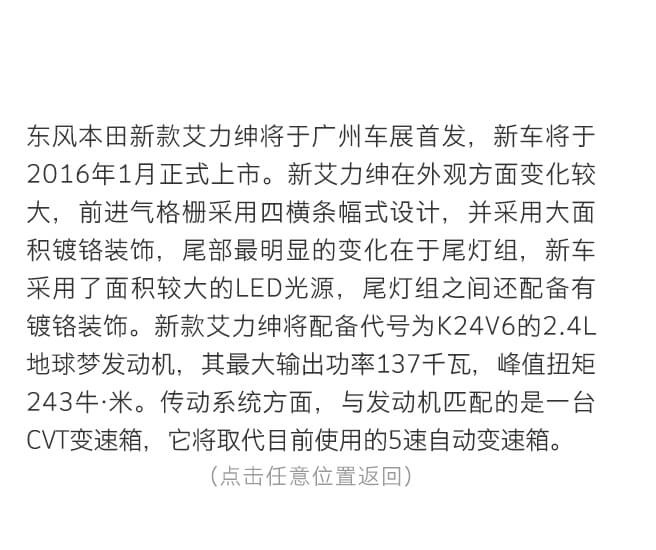 东风本田新款艾力绅将于广州车展首发，新车将于
2016年1月正式上市。新艾力绅在外观方面变化较
大，前进气格栅采用四横条幅式设计，并采用大面
积镀铬装饰，尾部最明显的变化在于尾灯组，新车
采用了面积较大的LED光源，尾灯组之间还配备有
镀铬装饰。新款艾力绅将配备代号为K24V6的2.4L
地球梦发动机，其最大输出功率137千瓦，峰值扭矩
243牛·米。传动系统方面，与发动机匹配的是一台
CVT变速箱，它将取代目前使用的5速自动变速箱。
（点击任意位置返回）